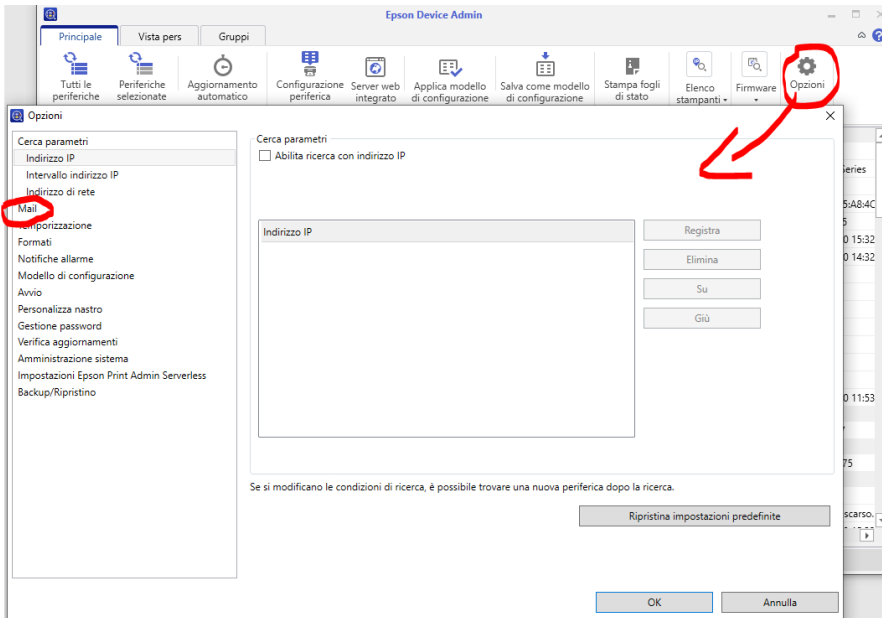 Epson Device Admin
Principale Vista pers Gruppi
Tutti le periferiche
Periferiche selezionate
Aggiornamento automatico
Configurazione periferica
Server web integrato
Applica modello di configurazione
Salva come modello di configurazione
Stampa fogli di stato
Elenco stampanti
Firmware
Opzioni
Opzioni
Cerca parametri
Indirizzo IP
Intervallo indirizzo IP
Indirizzo di rete
Mail
Temporizzazione
Formati
Notifiche allarme
Modello di configurazione
Avvio
Personalizza nastro
Gestione password
Verifica aggiornamenti
Amministrazione sistema
Impostazioni Epson Print Admin Serverless
Backup/Ripristino
Cerca parametri
Abilita ricerca con indirizzo IP
Indirizzo IP
Registra
Elimina
Su
Giù
Se si modificano le condizioni di ricerca, è possibile trovare una nuova periferica dopo la ricerca.
Ripristina impostazioni predefinite
OK Annulla
Series
5:A8:4C
5
0 15:32
0 14:32
0 11:53
75
scarso.